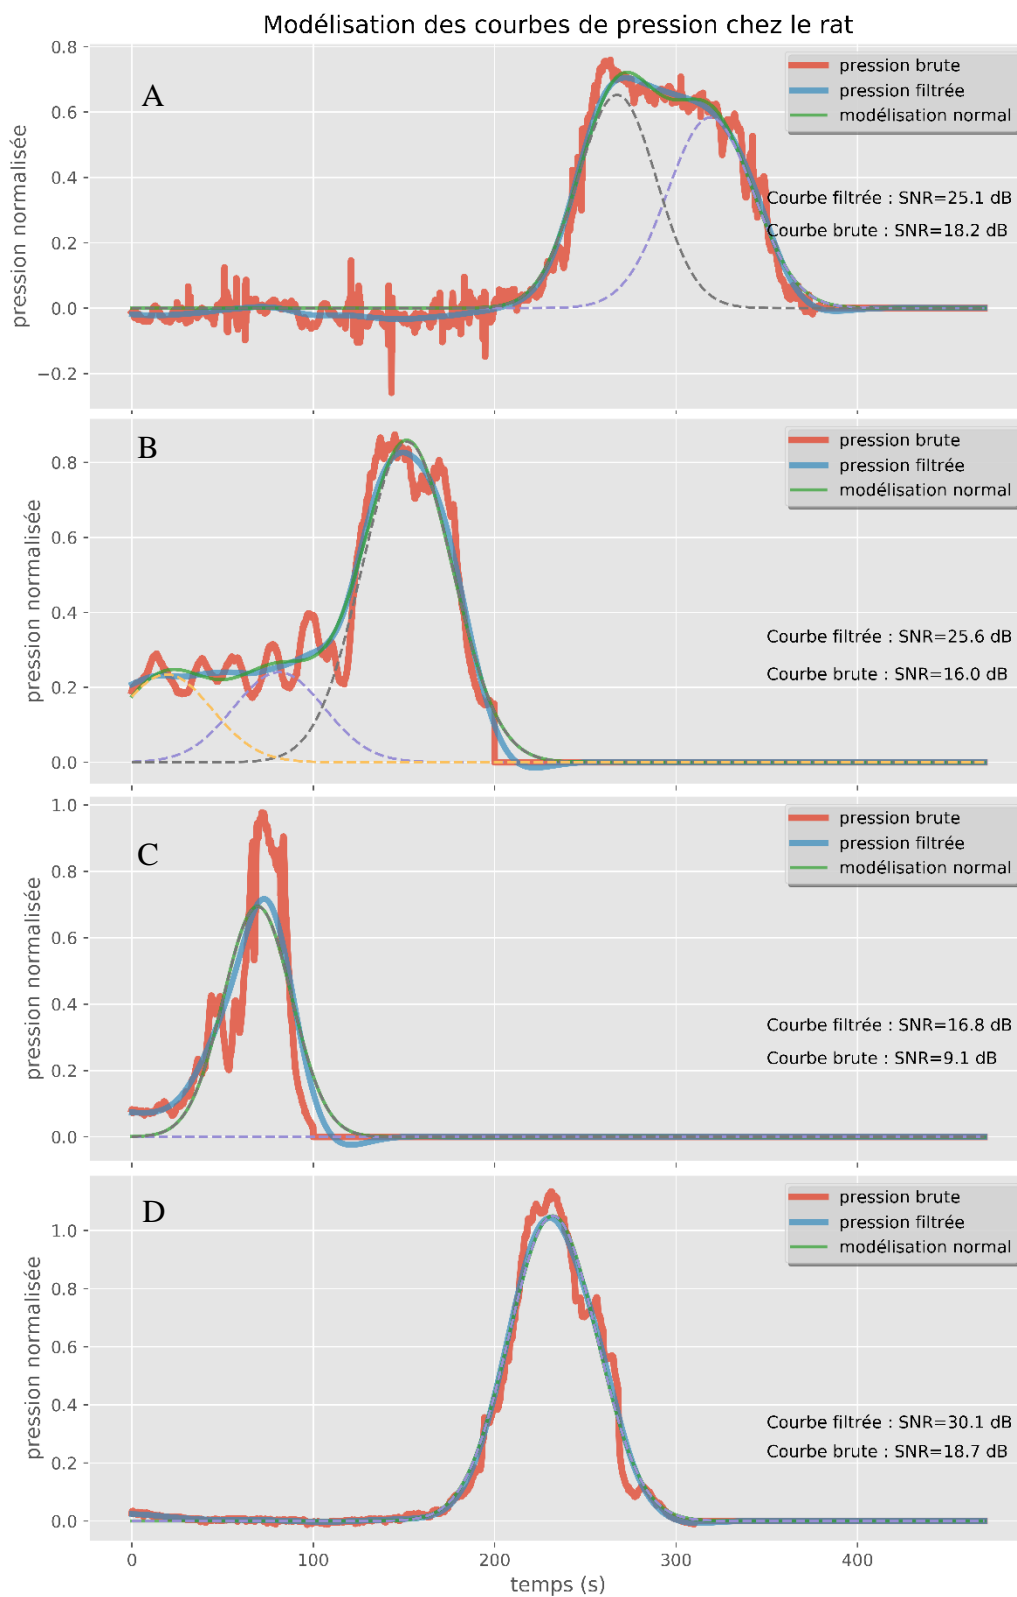 Modélisation des courbes de pression chez le rat
A
pression brute
pression filtrée
modélisation normal
Courbe filtrée : SNR=25.1 dB
Courbe brute : SNR=18.2 dB
pression normalisée
0.8
0.6
0.4
0.2
0.0
−0.2
B
pression brute
pression filtrée
modélisation normal
Courbe filtrée : SNR=25.6 dB
Courbe brute : SNR=16.0 dB
pression normalisée
0.8
0.6
0.4
0.2
0.0
C
pression brute
pression filtrée
modélisation normal
Courbe filtrée : SNR=16.8 dB
Courbe brute : SNR=9.1 dB
pression normalisée
1.0
0.8
0.6
0.4
0.2
0.0
D
pression brute
pression filtrée
modélisation normal
Courbe filtrée : SNR=30.1 dB
Courbe brute : SNR=18.7 dB
pression normalisée
1.0
0.8
0.6
0.4
0.2
0.0
0 100 200 300 400
temps (s)